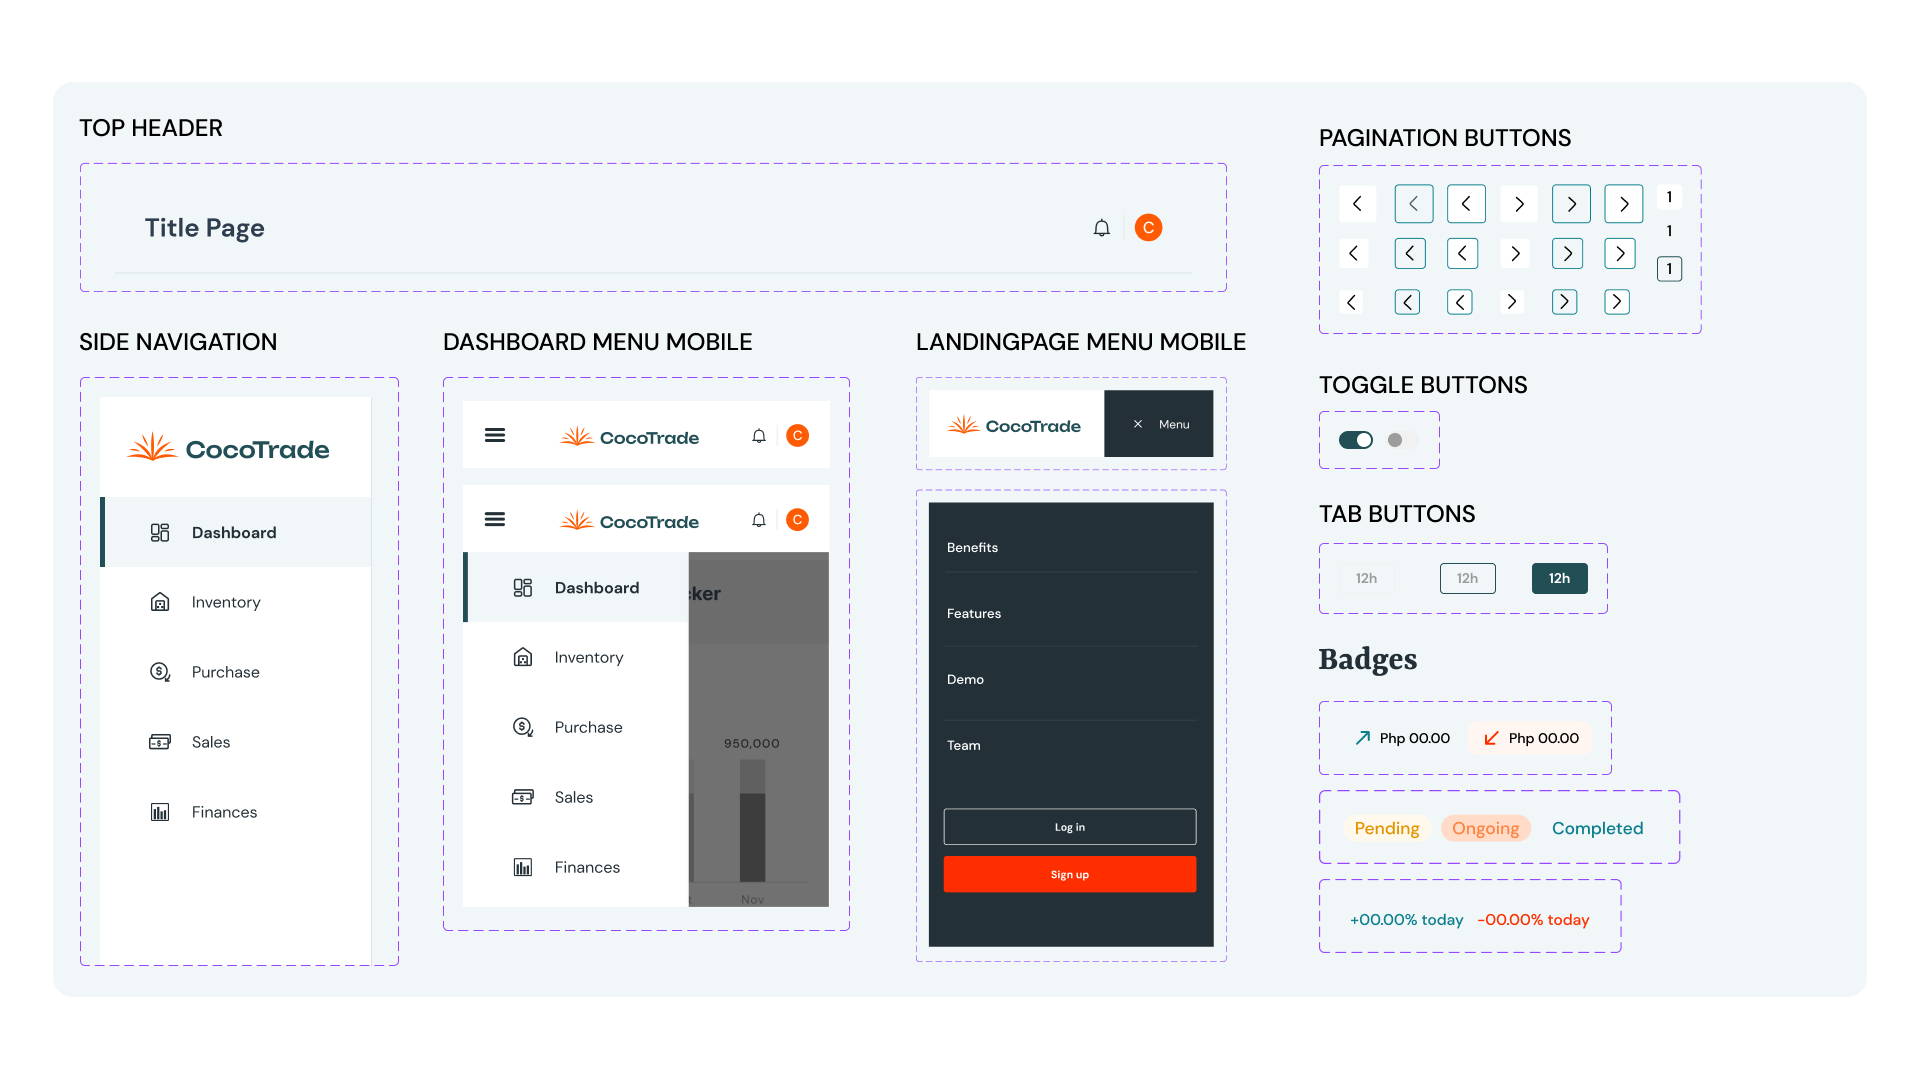 TOP HEADER
Title Page
C
SIDE NAVIGATION
CocoTrade
Dashboard
Inventory
Purchase
Sales
Finances
DASHBOARD MENU MOBILE
CocoTrade
C
CocoTrade
C
Dashboard
cker
Inventory
Purchase
950,000
Sales
Finances
Nov
LANDINGPAGE MENU MOBILE
CocoTrade
Menu
Benefits
Features
Demo
Team
Log in
Sign up
PAGINATION BUTTONS
1
1
1
TOGGLE BUTTONS
TAB BUTTONS
12h 12h 12h
Badges
Php 00.00 Php 00.00
Pending Ongoing Completed
+00.00% today -00.00% today